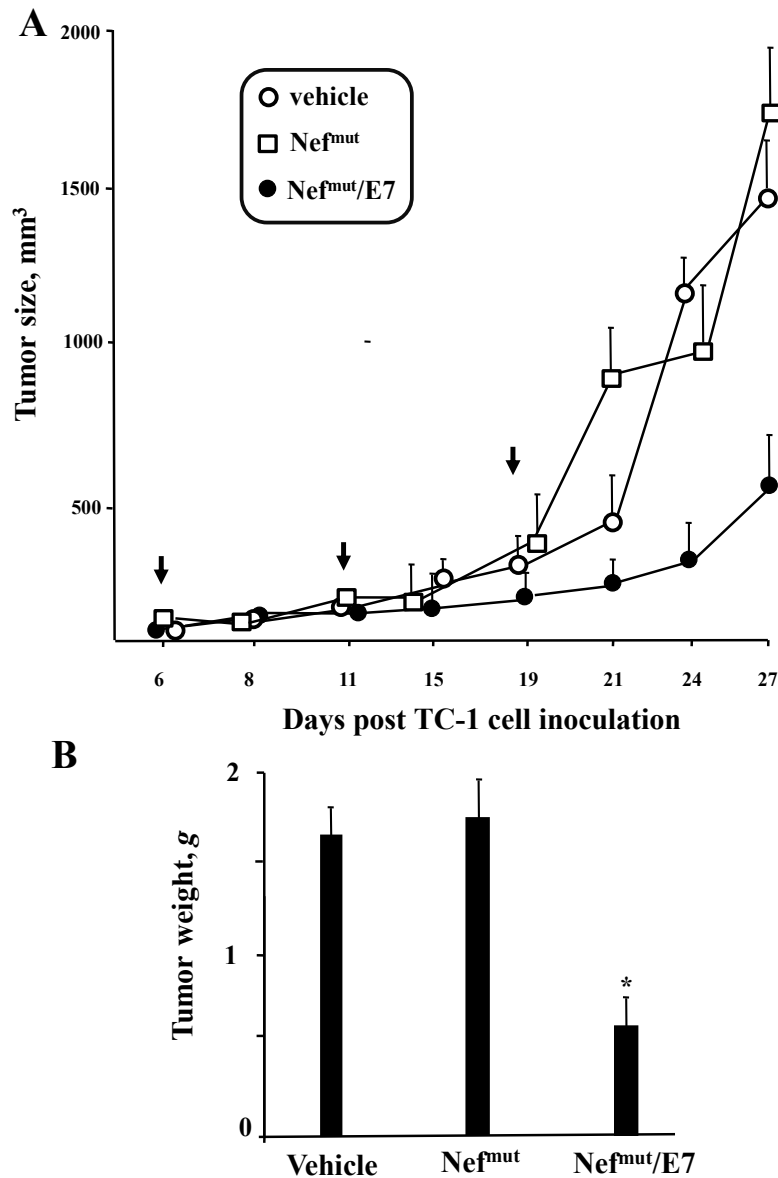 A
2000
vehicle
Nefᵐᵘᵗ
Nefᵐᵘᵗ/E7
1500
1000
500
Tumor size, mm³
6 8 11 15 19 21 24 27
Days post TC-1 cell inoculation
B
2
1
0
Tumor weight, g
*
Vehicle Nefᵐᵘᵗ Nefᵐᵘᵗ/E7